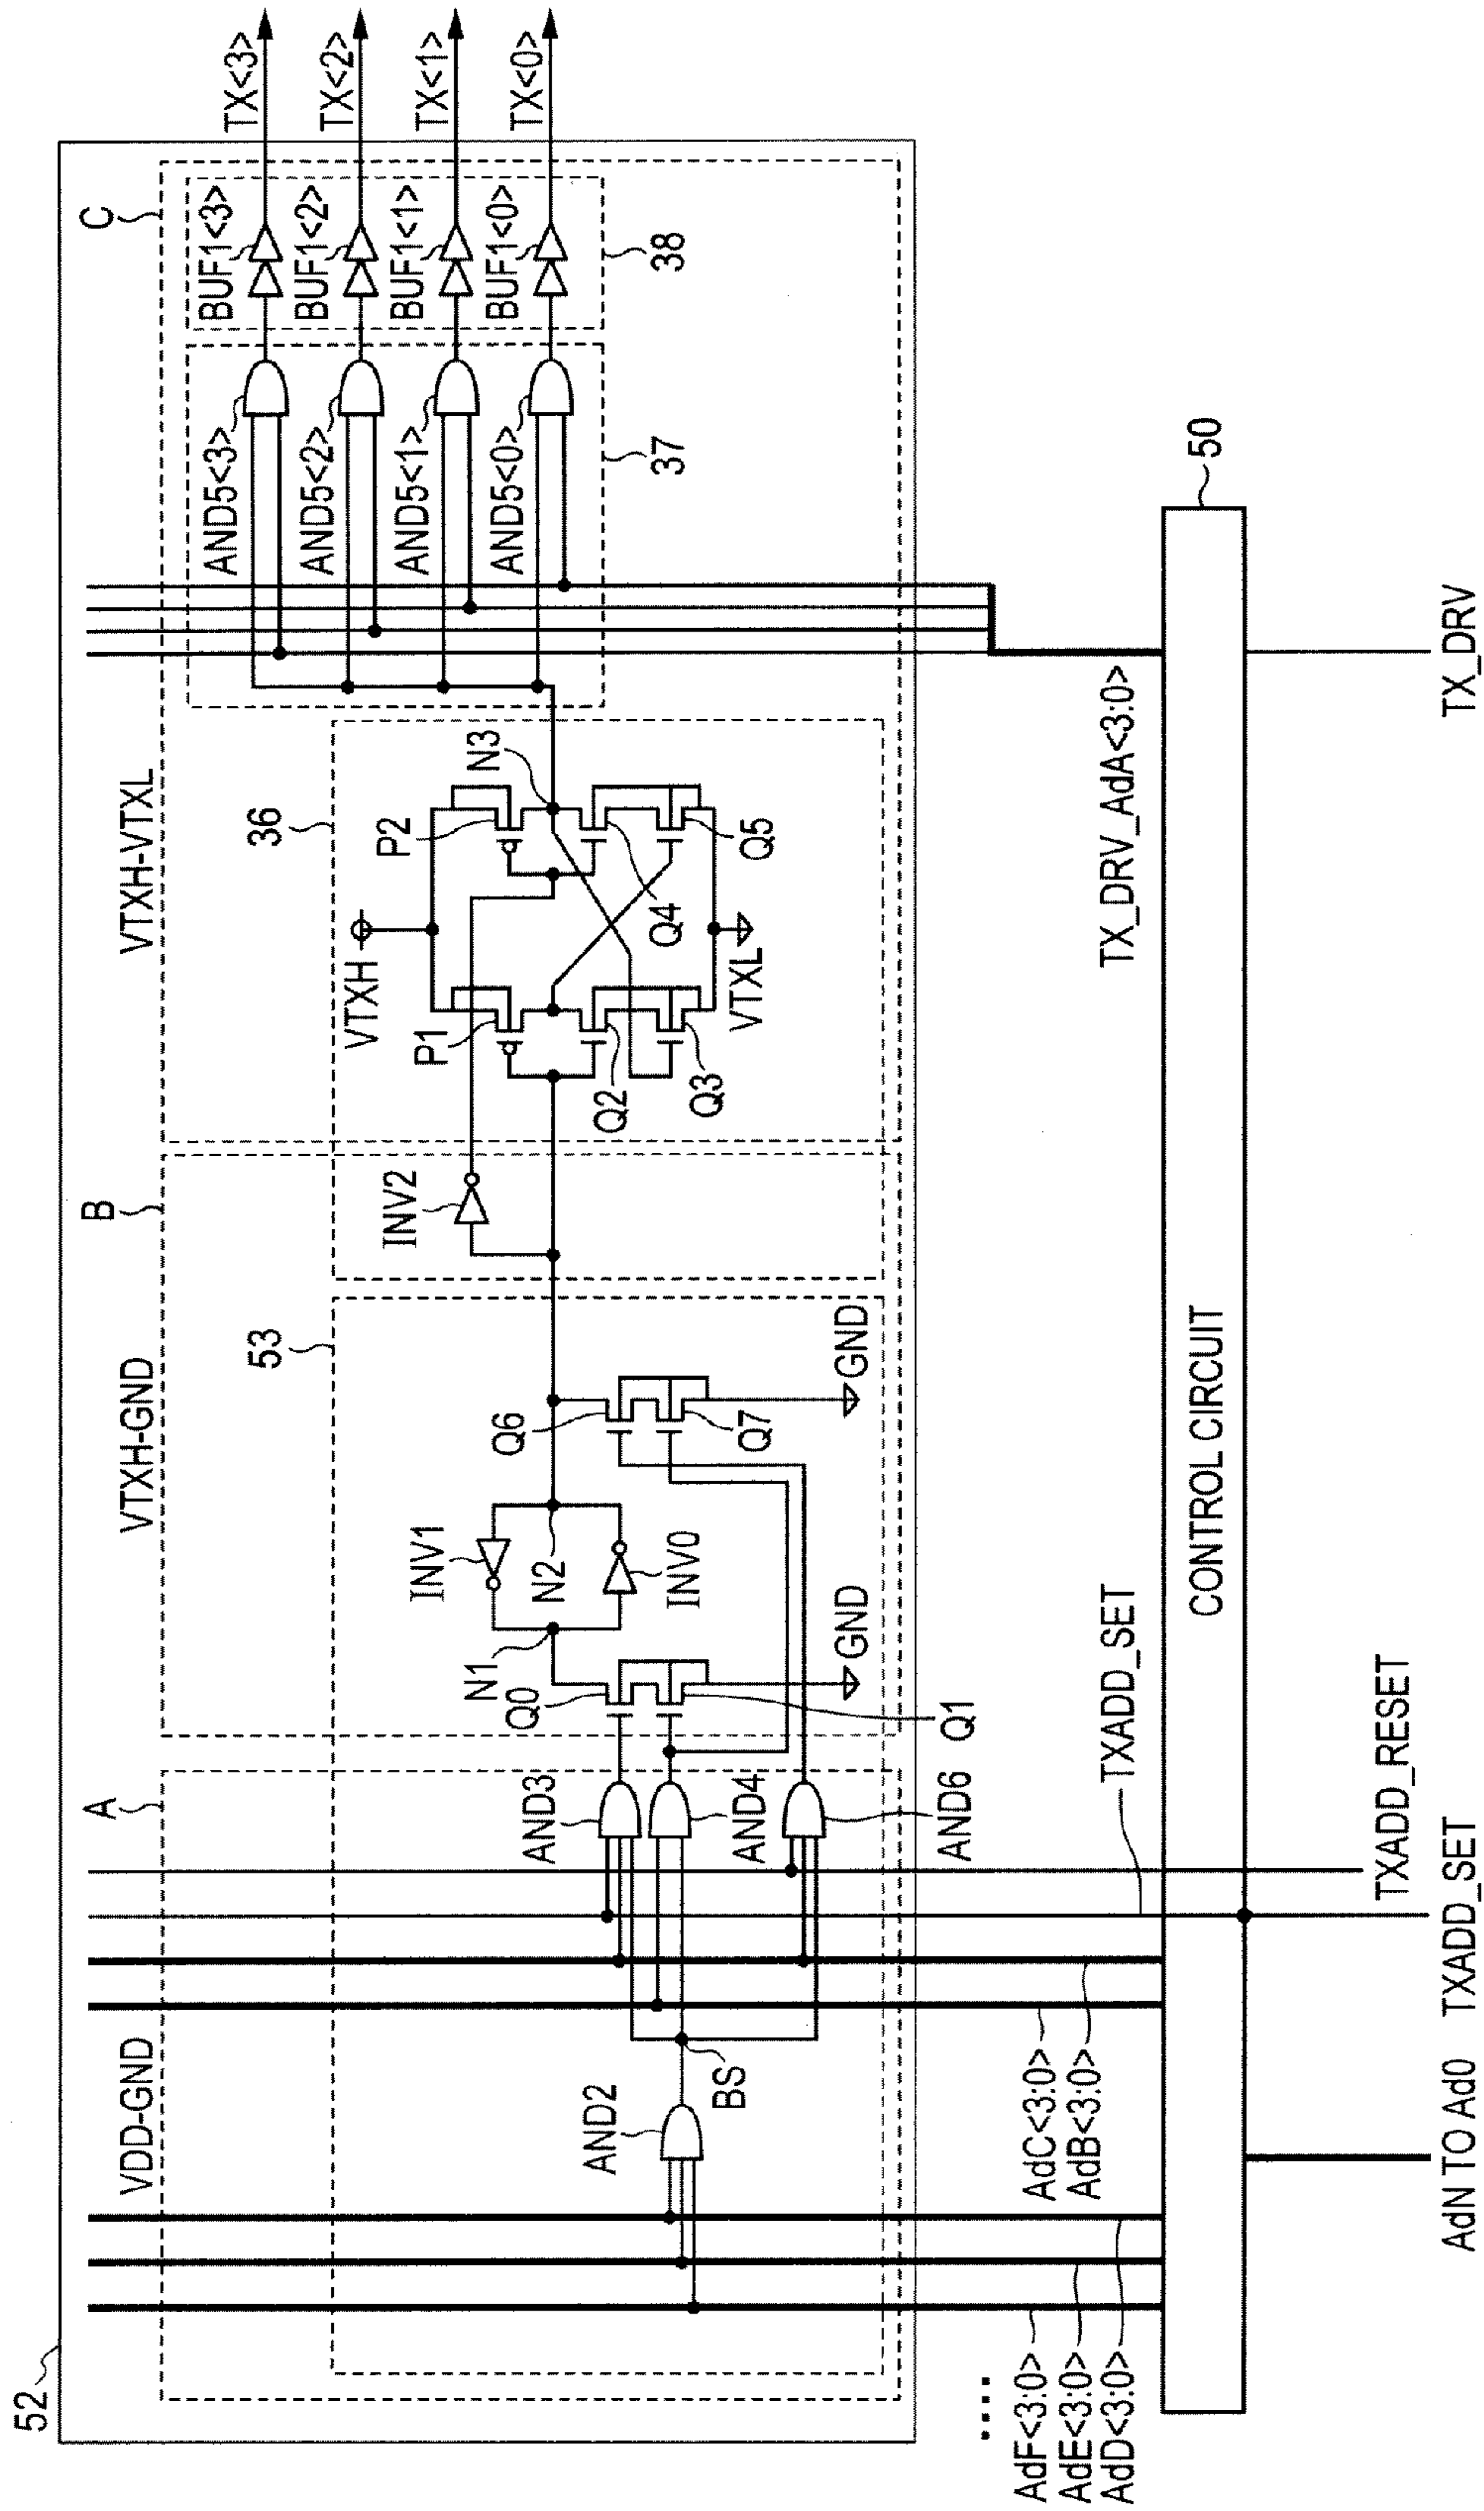 52
VDD-GND
A
VTXH-GND
B
VTXH-VTXL
C
53
36
37
38
AND2
BS
AND3
AND4
AND6
Q0
Q1
N1
INV1
N2
INV0
Q6
Q7
GND
GND
INV2
VTXH
P1
P2
N3
Q2
Q3
Q4
Q5
VTXL
AND5<3>
AND5<2>
AND5<1>
AND5<0>
BUF1<3>
BUF1<2>
BUF1<1>
BUF1<0>
TX<3>
TX<2>
TX<1>
TX<0>
....
AdF<3:0>
AdE<3:0>
AdD<3:0>
AdC<3:0>
AdB<3:0>
TXADD_SET
TX_DRV_AdA<3:0>
CONTROL CIRCUIT
50
AdN TO Ad0
TXADD_SET
TXADD_RESET
TX_DRV